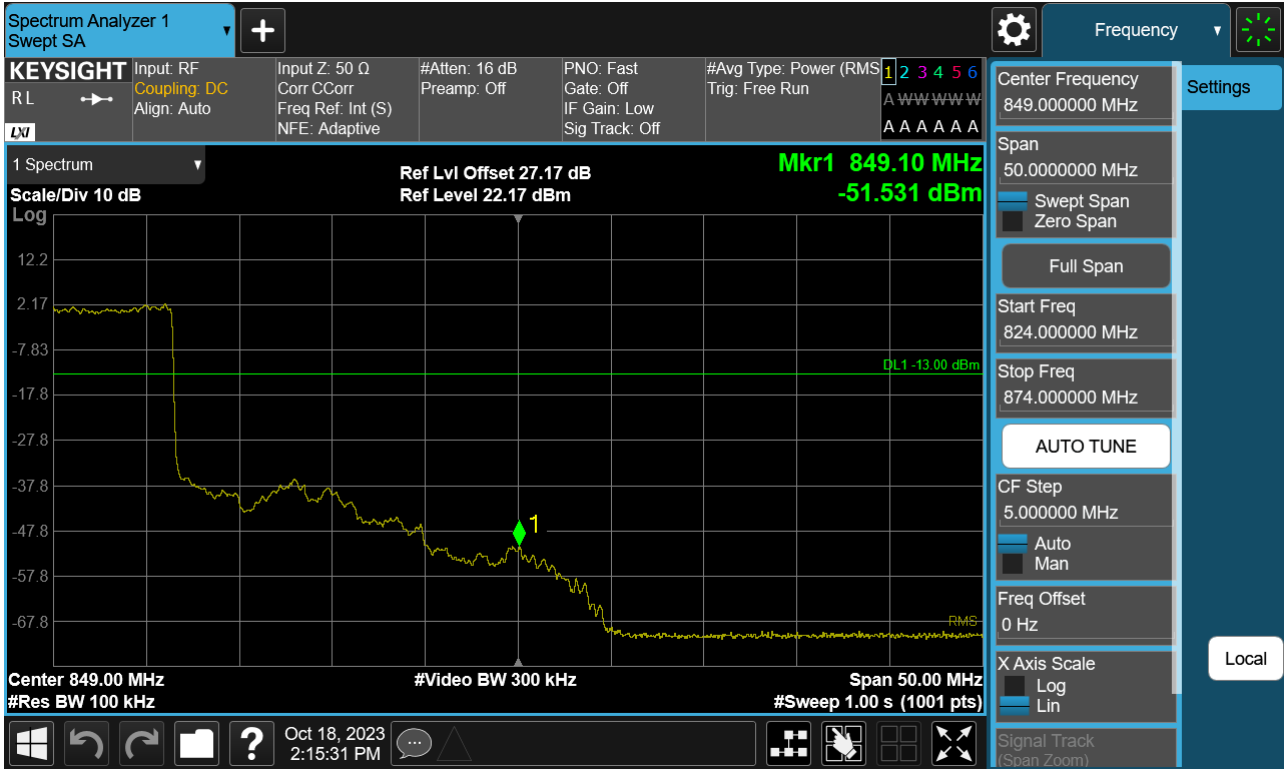 Spectrum Analyzer 1
Swept SA
Frequency
KEYSIGHT
R L
LXI
Input: RF
Coupling: DC
Align: Auto
Input Z: 50 Ω
Corr CCorr
Freq Ref: Int (S)
NFE: Adaptive
#Atten: 16 dB
Preamp: Off
PNO: Fast
Gate: Off
IF Gain: Low
Sig Track: Off
#Avg Type: Power (RMS
Trig: Free Run
1 2 3 4 5 6
A W W W W W
A A A A A A
1 Spectrum
Scale/Div 10 dB
Log
Ref Lvl Offset 27.17 dB
Ref Level 22.17 dBm
Mkr1 849.10 MHz
-51.531 dBm
12.2
2.17
-7.83
DL1 -13.00 dBm
-17.8
-27.8
-37.8
-47.8
1
-57.8
-67.8
RMS
Center 849.00 MHz
#Video BW 300 kHz
Span 50.00 MHz
#Res BW 100 kHz
#Sweep 1.00 s (1001 pts)
Center Frequency
849.000000 MHz
Settings
Span
50.0000000 MHz
Swept Span
Zero Span
Full Span
Start Freq
824.000000 MHz
Stop Freq
874.000000 MHz
AUTO TUNE
CF Step
5.000000 MHz
Auto
Man
Freq Offset
0 Hz
X Axis Scale
Log
Lin
Local
Signal Track
(Span Zoom)
?
Oct 18, 2023
2:15:31 PM